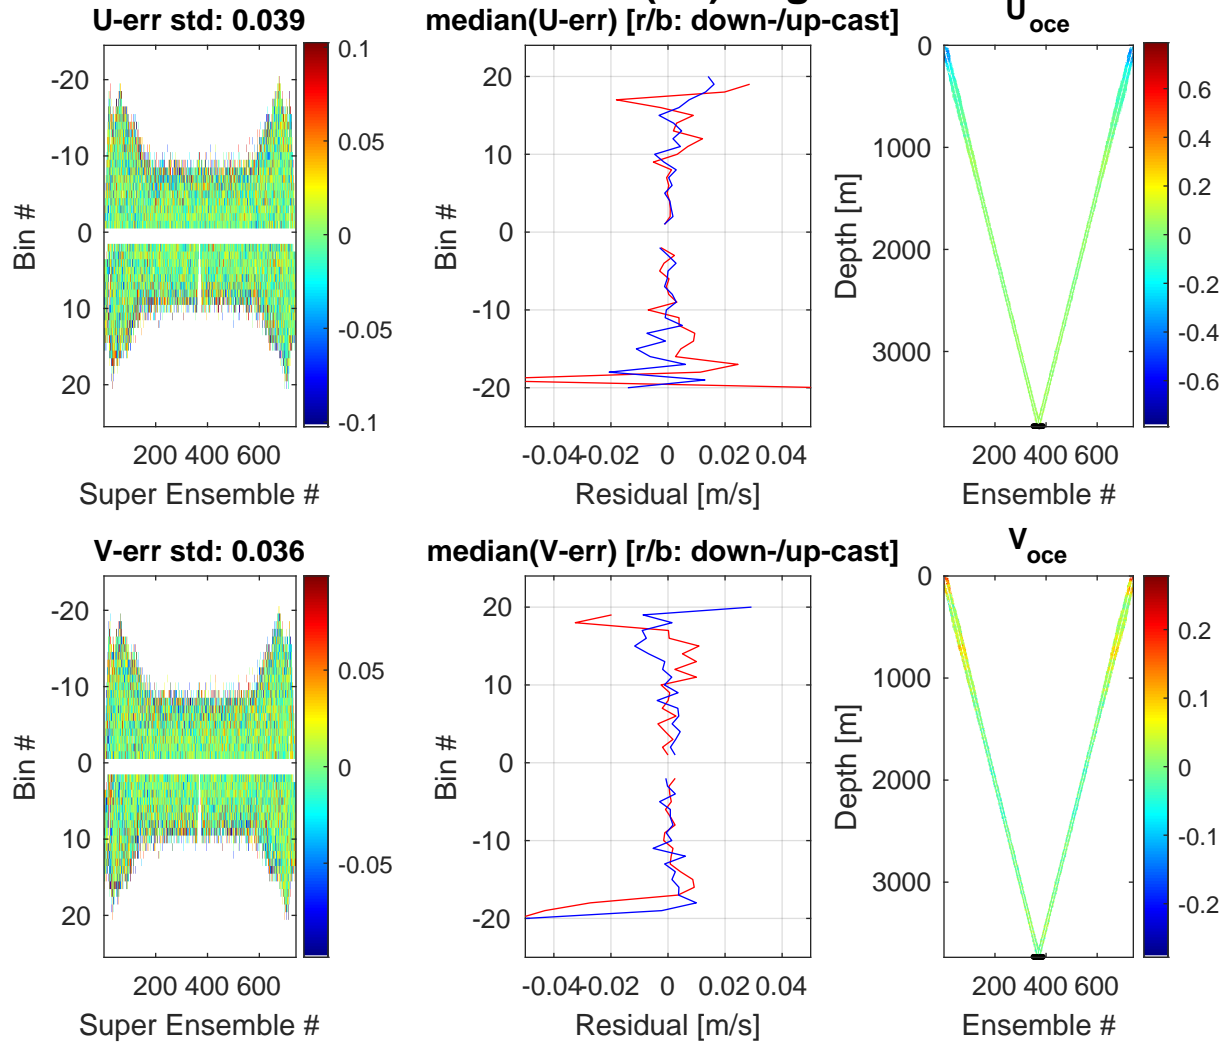 U-err std: 0.039
-20
-10
0
10
20
200 400 600
Bin #
Super Ensemble #
0.1
0.05
0
-0.05
-0.1
median(U-err) [r/b: down-/up-cast]
20
10
0
-10
-20
-0.04 -0.02 0 0.02 0.04
Bin #
Residual [m/s]
Uoce
0
1000
2000
3000
200 400 600
Depth [m]
Ensemble #
0.6
0.4
0.2
0
-0.2
-0.4
-0.6
V-err std: 0.036
-20
-10
0
10
20
200 400 600
Bin #
Super Ensemble #
0.05
0
-0.05
median(V-err) [r/b: down-/up-cast]
20
10
0
-10
-20
-0.04 -0.02 0 0.02 0.04
Bin #
Residual [m/s]
Voce
0
1000
2000
3000
200 400 600
Depth [m]
Ensemble #
0.2
0.1
0
-0.1
-0.2